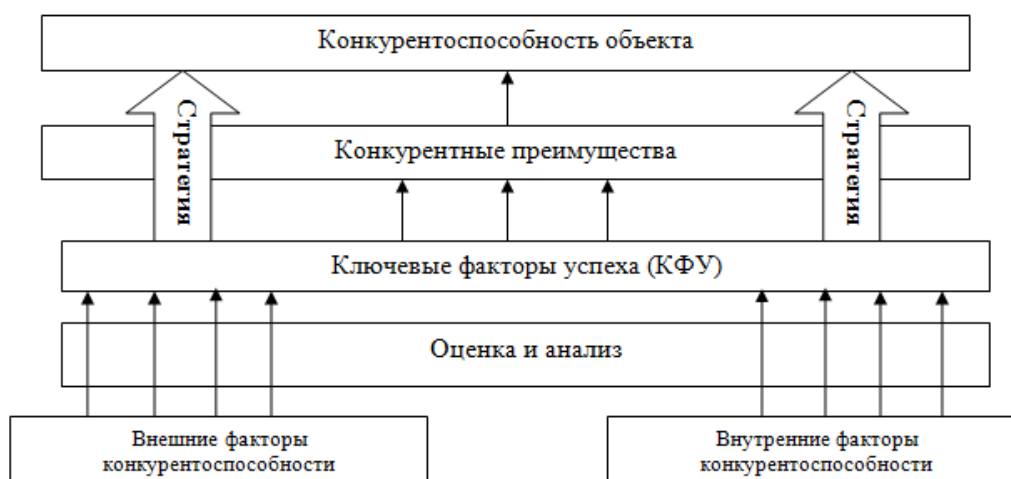 Конкурентоспособность объекта
Стратегия
Стратегия
Конкурентные преимущества
Ключевые факторы успеха (КФУ)
Оценка и анализ
Внешние факторы
конкурентоспособности
Внутренние факторы
конкурентоспособности